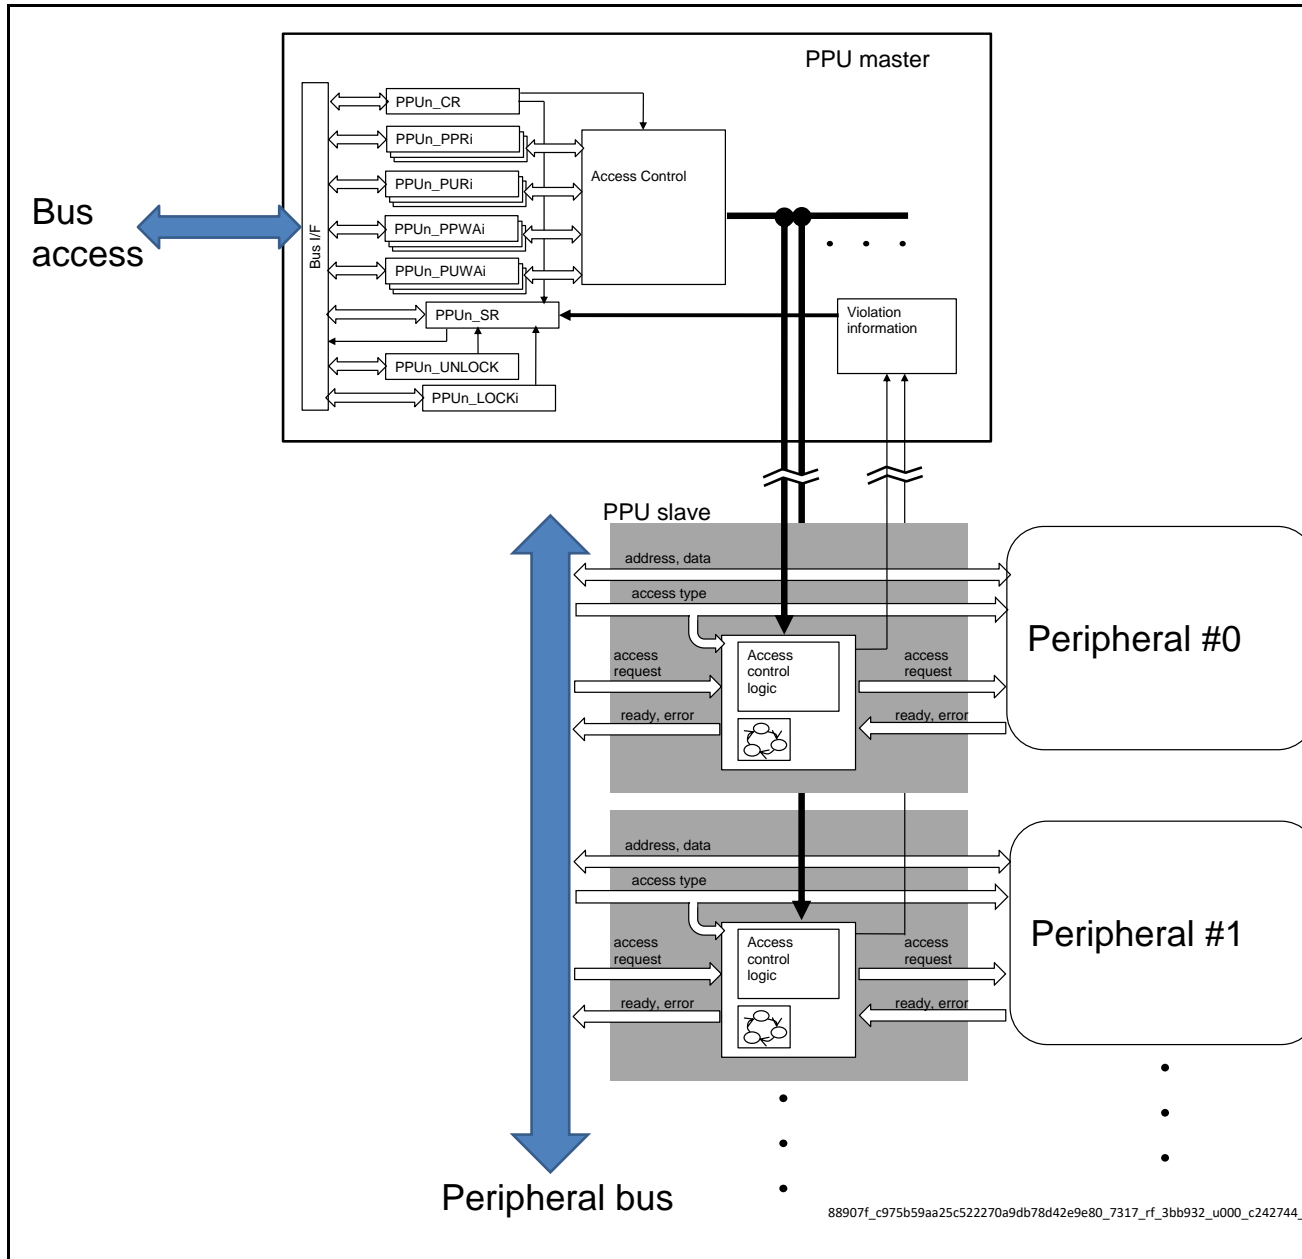 PPU master
PPUn_CR
PPUn_PPRi
PPUn_PURi
PPUn_PPWAi
PPUn_PUWAi
PPUn_SR
PPUn_UNLOCK
PPUn_LOCKi
Bus I/F
Access Control
Violation
information
Bus
access
PPU slave
address, data
access type
access
request
ready, error
Access
control
logic
access
request
ready, error
Peripheral #0
address, data
access type
access
request
ready, error
Access
control
logic
access
request
ready, error
Peripheral #1
Peripheral bus
88907f_c975b59aa25c522270a9db78d42e9e80_7317_rf_3bb932_u000_c242744_